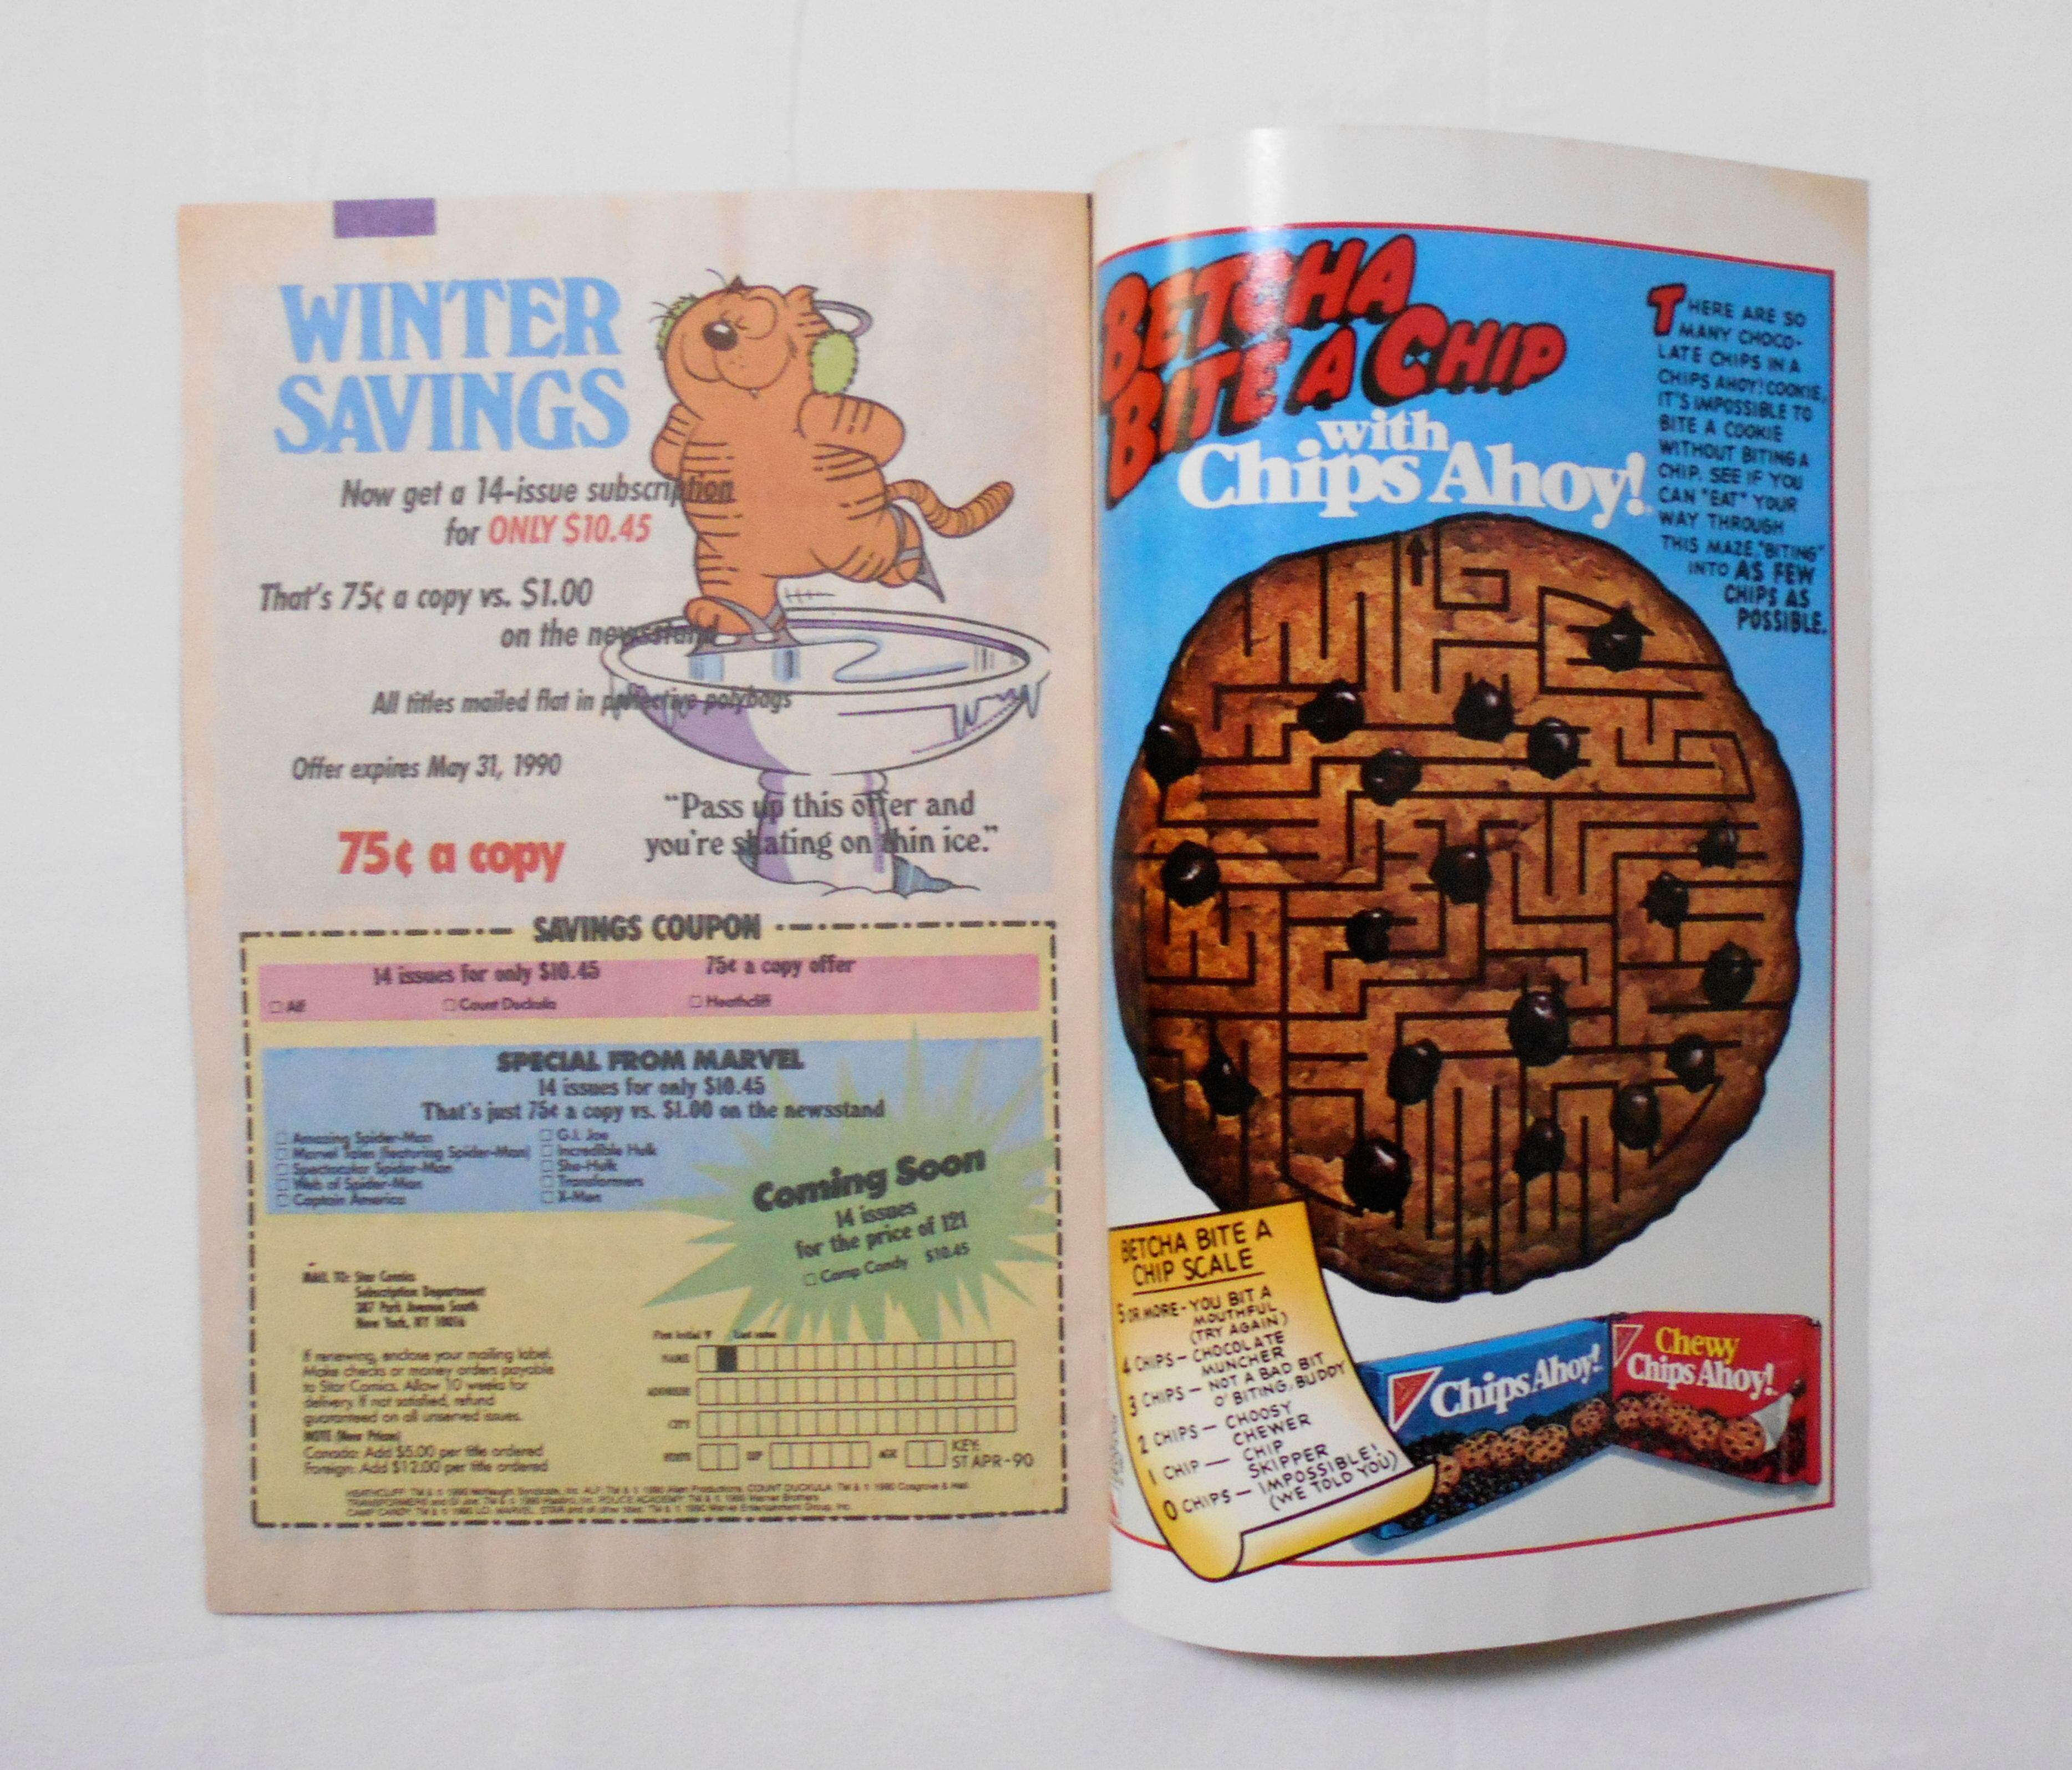 WINTER
SAVINGS
Now get a 14-issue subscription
for ONLY $10.45
That's 75¢ a copy vs. $1.00
on the newsstand
All titles mailed flat in protective polybags
Offer expires May 31, 1990
75¢ a copy
"Pass up this offer and
you're skating on thin ice."
SAVINGS COUPON
14 issues for only $10.45 75¢ a copy offer
Alf Count Duckula Heathcliff
SPECIAL FROM MARVEL
14 issues for only $10.45
That's just 75¢ a copy vs. $1.00 on the newsstand
Amazing Spider-Man
Marvel Tales (featuring Spider-Man)
Spectacular Spider-Man
Web of Spider-Man
Captain America
G.I. Joe
Incredible Hulk
She-Hulk
Transformers
X-Men
Coming Soon
14 issues
for the price of 12!
Camp Candy $10.45
MAIL TO: Star Comics
Subscription Department
387 Park Avenue South
New York, NY 10016
If renewing, enclose your mailing label.
Make checks or money orders payable
to Star Comics. Allow 10 weeks for
delivery. If not satisfied, refund
guaranteed on all unserved issues.
NOTE (New Prices)
Canada: Add $5.00 per title ordered
Foreign: Add $12.00 per title ordered
First Initial Last name
NAME
ADDRESS
CITY
STATE ZIP AGE KEY:
ST APR-90
BETCHA
BITE A CHIP
with
Chips Ahoy!
THERE ARE SO
MANY CHOCO-
LATE CHIPS IN A
CHIPS AHOY! COOKIE,
IT'S IMPOSSIBLE TO
BITE A COOKIE
WITHOUT BITING A
CHIP. SEE IF YOU
CAN "EAT" YOUR
WAY THROUGH
THIS MAZE, "BITING"
INTO AS FEW
CHIPS AS
POSSIBLE.
BETCHA BITE A
CHIP SCALE
5 OR MORE - YOU BIT A
MOUTHFUL
(TRY AGAIN)
4 CHIPS - CHOCOLATE
MUNCHER
3 CHIPS - NOT A BAD BIT
O' BITING, BUDDY
2 CHIPS - CHOOSY
CHEWER
1 CHIP - CHIP
SKIPPER
0 CHIPS - IMPOSSIBLE!
(WE TOLD YOU)
Chips Ahoy!
Chewy
Chips Ahoy!